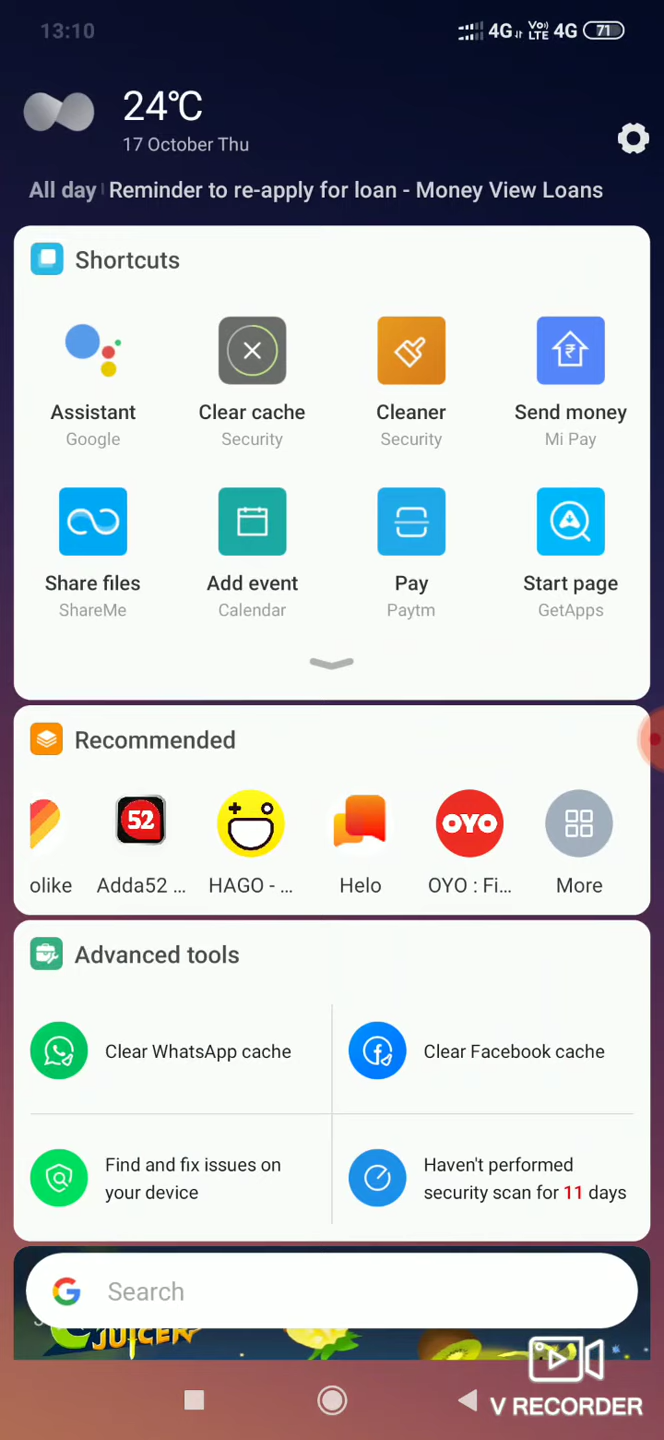 13:10
4G VoLTE 4G 71
24℃
17 October Thu
All day Reminder to re-apply for loan - Money View Loans
Shortcuts
Assistant Clear cache Cleaner Send money
Google Security Security Mi Pay
Share files Add event Pay Start page
ShareMe Calendar Paytm GetApps
Recommended
52 OYO
olike Adda52 ... HAGO - ... Helo OYO : Fi... More
Advanced tools
Clear WhatsApp cache
Clear Facebook cache
Find and fix issues on
your device
Haven't performed
security scan for 11 days
G Search
JUICER
V RECORDER